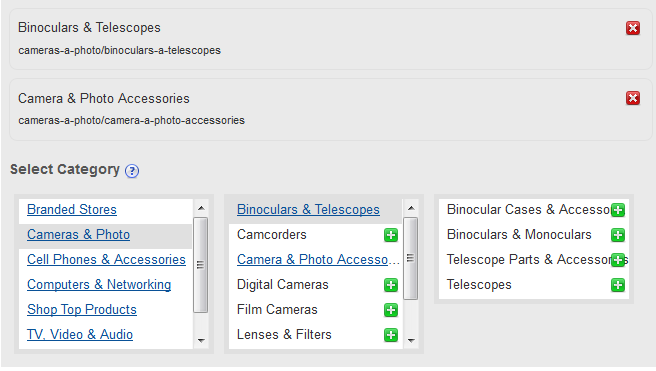 Binoculars & Telescopes
cameras-a-photo/binoculars-a-telescopes
Camera & Photo Accessories
cameras-a-photo/camera-a-photo-accessories
Select Category ?
Branded Stores
Cameras & Photo
Cell Phones & Accessories
Computers & Networking
Shop Top Products
TV, Video & Audio
Binoculars & Telescopes
Camcorders
Camera & Photo Accesso...
Digital Cameras
Film Cameras
Lenses & Filters
Binocular Cases & Accesso
Binoculars & Monoculars
Telescope Parts & Accessories
Telescopes